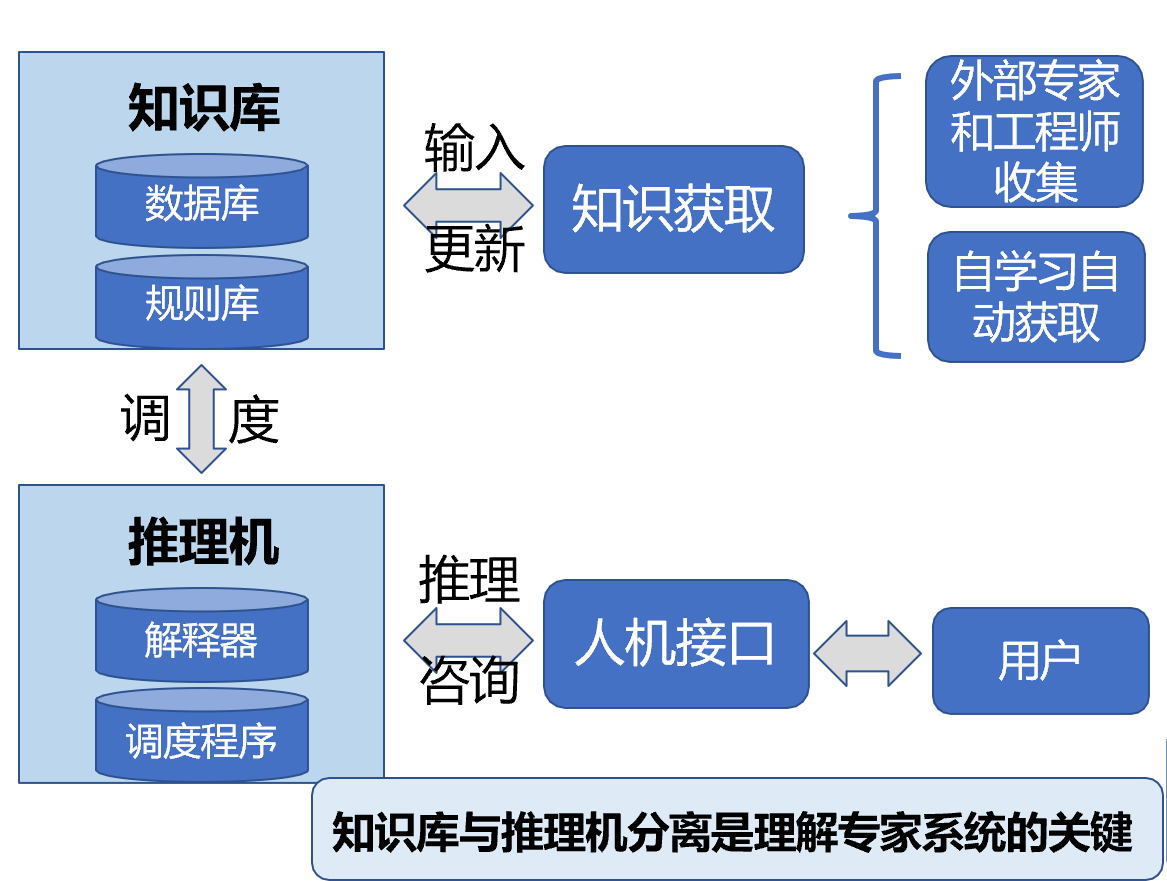 知识库
数据库
规则库
输入
更新
知识获取
外部专家
和工程师
收集
自学习自
动获取
调 度
推理机
解释器
调度程序
推理
咨询
人机接口
用户
知识库与推理机分离是理解专家系统的关键